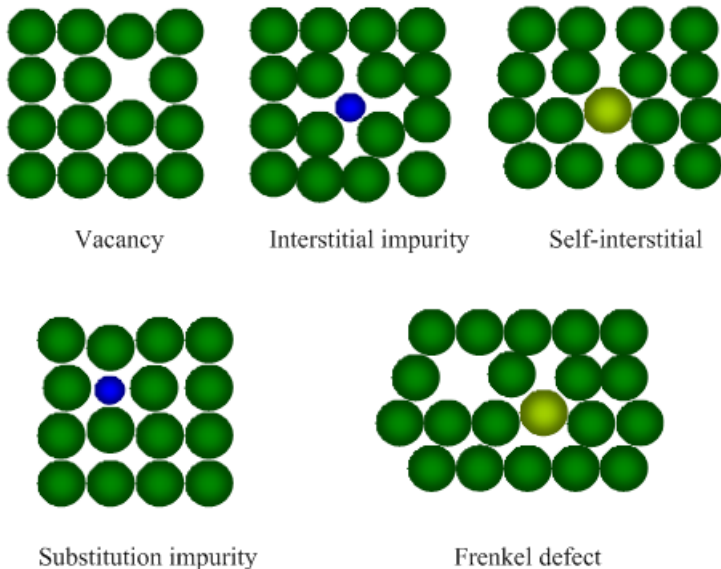 Vacancy
Interstitial impurity
Self-interstitial
Substitution impurity
Frenkel defect